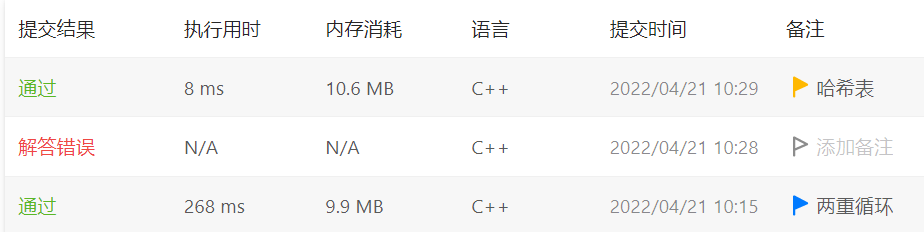 提交结果 执行用时 内存消耗 语言 提交时间 备注
通过 8 ms 10.6 MB C++ 2022/04/21 10:29 哈希表
解答错误 N/A N/A C++ 2022/04/21 10:28 添加备注
通过 268 ms 9.9 MB C++ 2022/04/21 10:15 两重循环